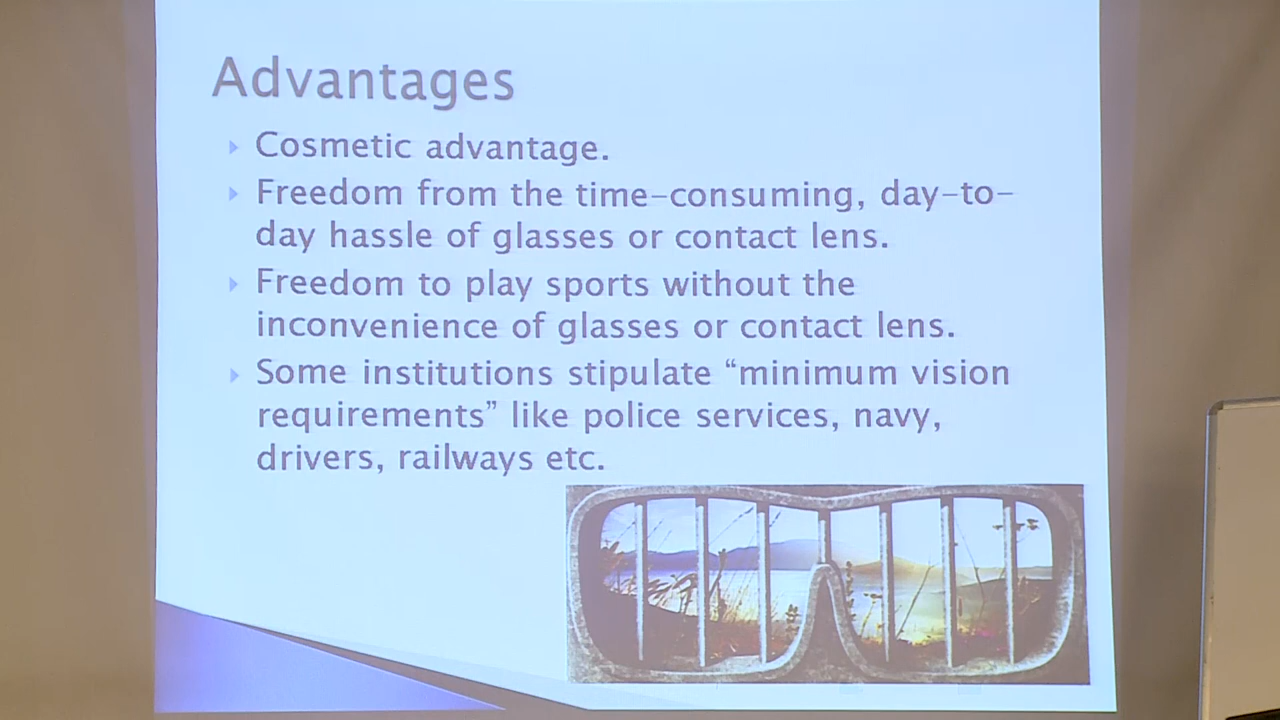 Advantages
Cosmetic advantage.
Freedom from the time-consuming, day-to-
day hassle of glasses or contact lens.
Freedom to play sports without the
inconvenience of glasses or contact lens.
Some institutions stipulate “minimum vision
requirements” like police services, navy,
drivers, railways etc.